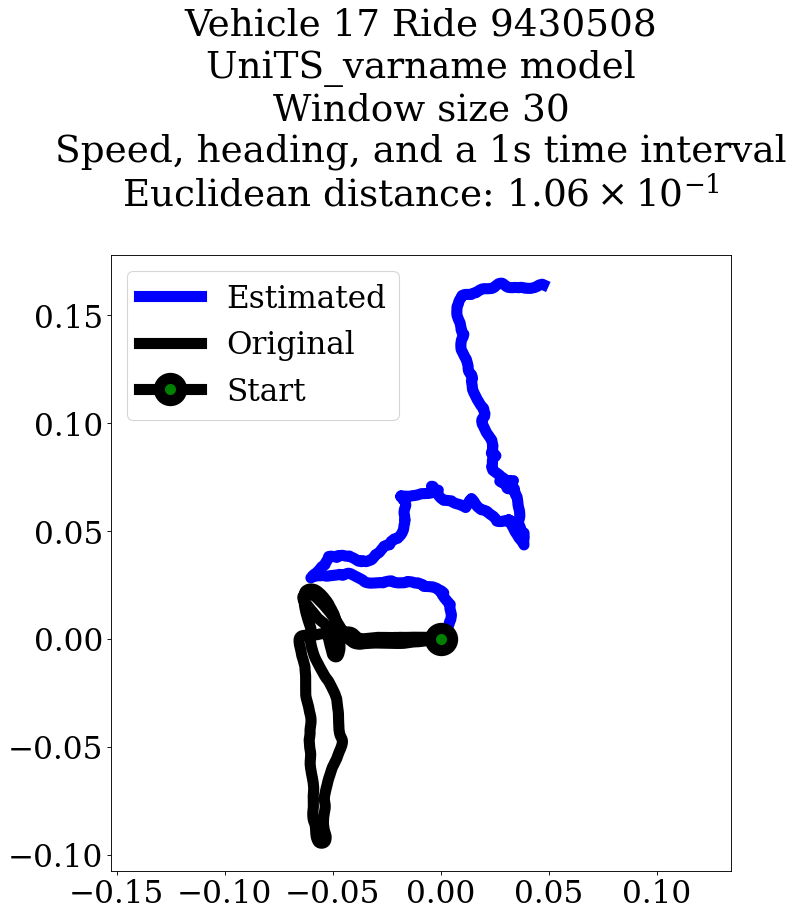 Vehicle 17 Ride 9430508
UniTS_varname model
Window size 30
Speed, heading, and a 1s time interval
Euclidean distance: 1.06 × 10⁻¹
Estimated
Original
Start
0.15
0.10
0.05
0.00
−0.05
−0.10
−0.15 −0.10 −0.05 0.00 0.05 0.10